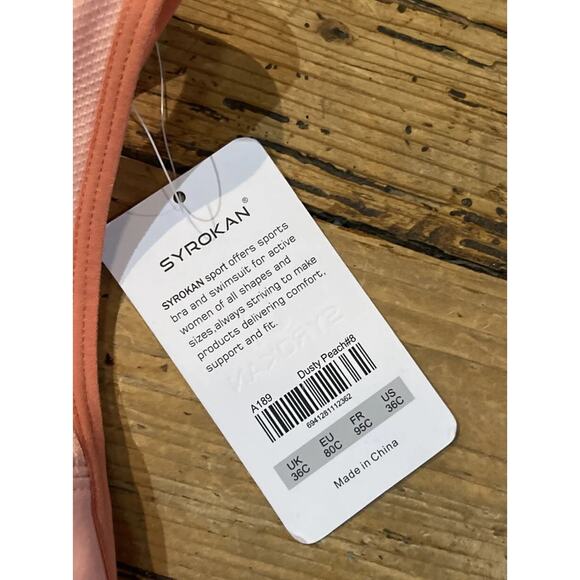 SYROKAN®
SYROKAN sport offers sports
bra and swimsuit for active
women of all shapes and
sizes,always striving to make
products delivering comfort,
support and fit.
SYROKAN
A189 Dusty Peach#8
6941281112362
UK EU FR US
36C 80C 95C 36C
Made in China